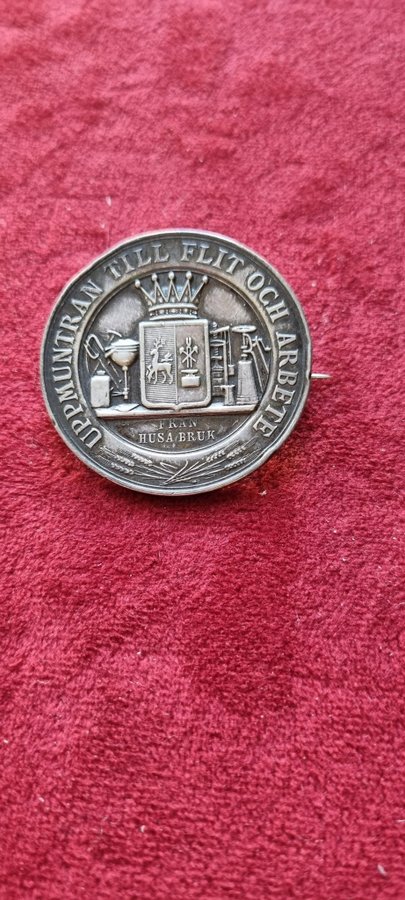 UPPMUNTRAN TILL FLIT OCH ARBETE
FRÅN
HUSA BRUK